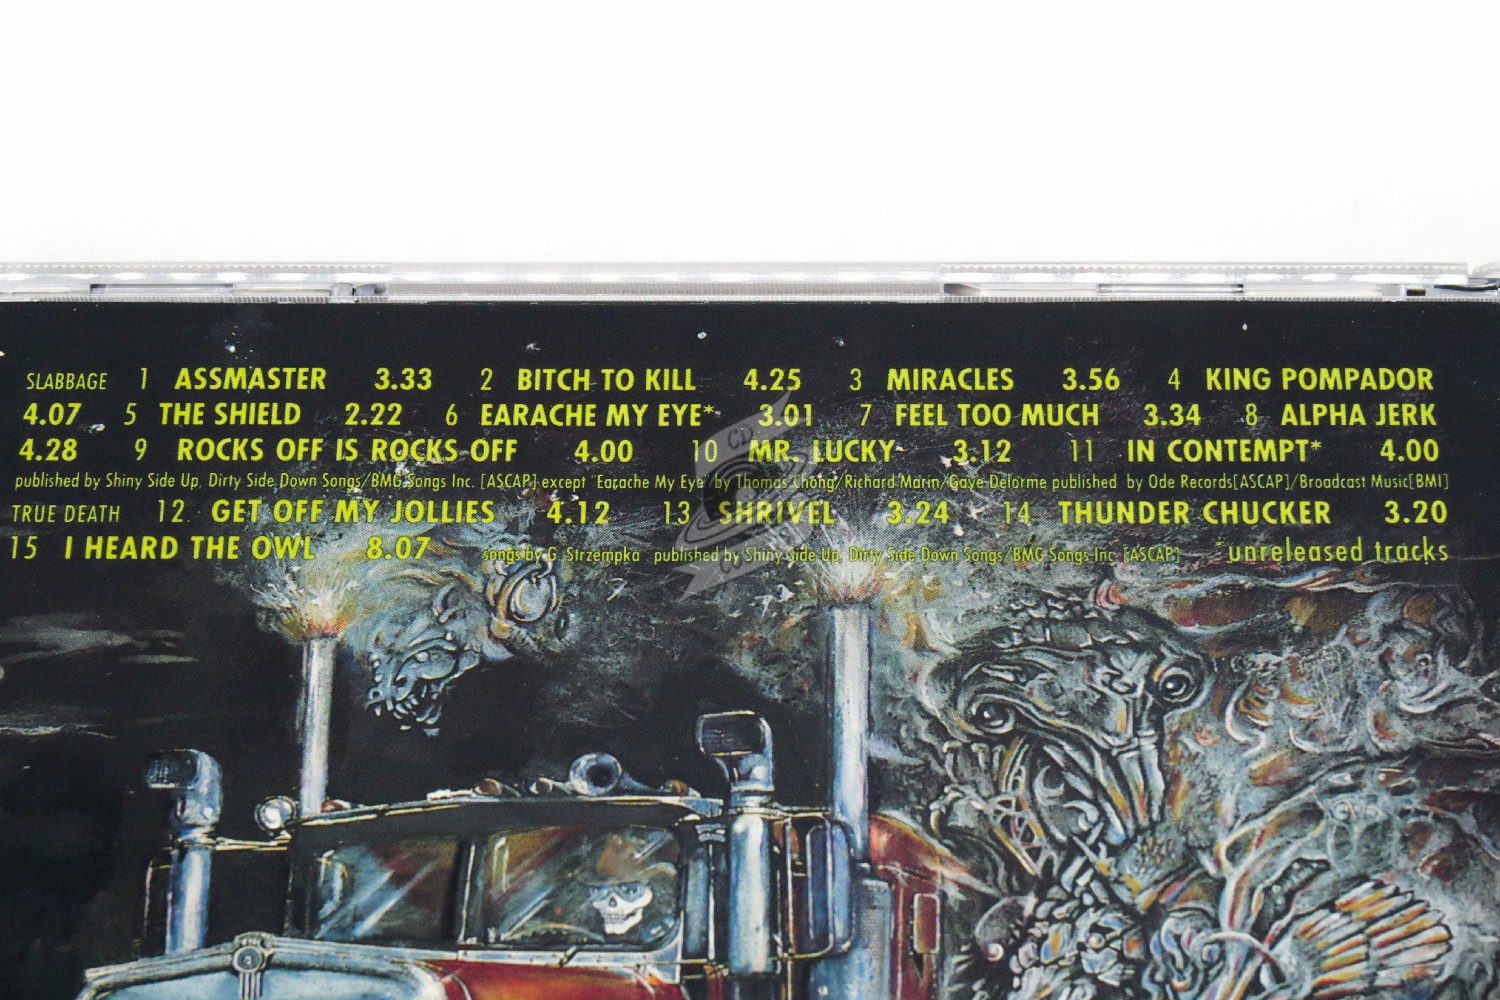 SLABBAGE 1 ASSMASTER 3.33 2 BITCH TO KILL 4.25 3 MIRACLES 3.56 4 KING POMPADOR
4.07 5 THE SHIELD 2.22 6 EARACHE MY EYE* 3.01 7 FEEL TOO MUCH 3.34 8 ALPHA JERK
4.28 9 ROCKS OFF IS ROCKS OFF 4.00 10 MR. LUCKY 3.12 11 IN CONTEMPT* 4.00
published by Shiny Side Up, Dirty Side Down Songs/BMG Songs Inc. [ASCAP] except "Earache My Eye" by Thomas Chong/Richard Marin/Gaye Delorme published by Ode Records[ASCAP]/Broadcast Music[BMI]
TRUE DEATH 12 GET OFF MY JOLLIES 4.12 13 SHRIVEL 3.24 14 THUNDER CHUCKER 3.20
15 I HEARD THE OWL 8.07 songs by G. Strzempka published by Shiny Side Up, Dirty Side Down Songs/BMG Songs Inc. [ASCAP] *unreleased tracks
CD